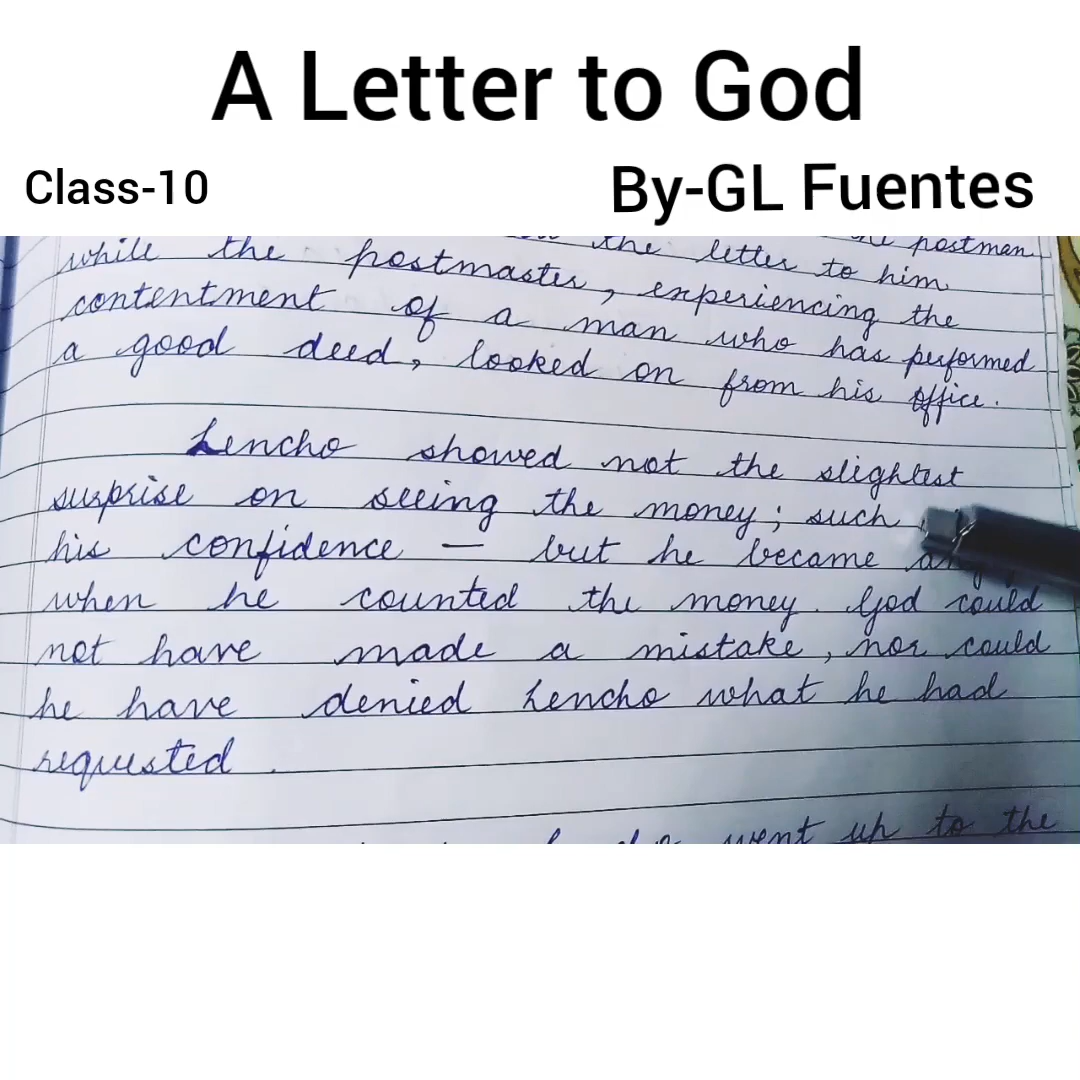 A Letter to God
Class-10
By-GL Fuentes
the letter to him
while the postmaster, experiencing the
contentment of a man who has performed
a good deed, looked on from his office.
Lencho showed not the slightest
surprise on seeing the money; such
his confidence — but he became
when he counted the money. God could
not have made a mistake, nor could
he have denied Lencho what he had
requested.
went up to the